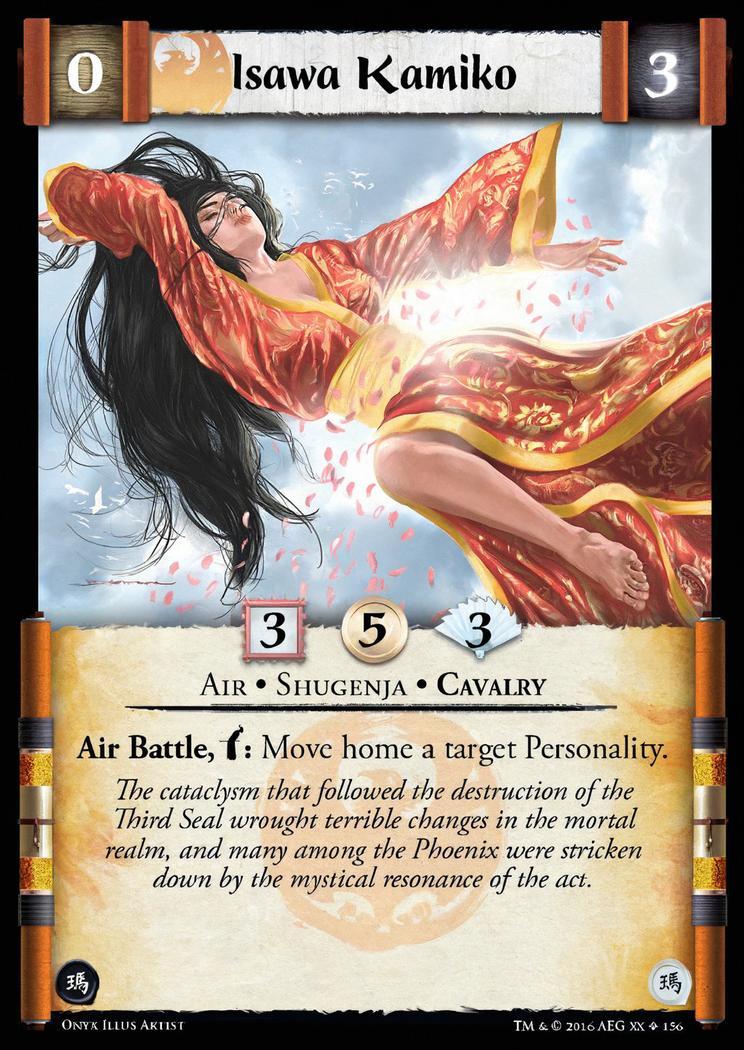 0 Isawa Kamiko 3
3 5 3
Air • Shugenja • Cavalry
Air Battle, : Move home a target Personality.
The cataclysm that followed the destruction of the
Third Seal wrought terrible changes in the mortal
realm, and many among the Phoenix were stricken
down by the mystical resonance of the act.
瑪 瑪
Onyx Illus Artist TM & © 2016 AEG XX ❖ 156